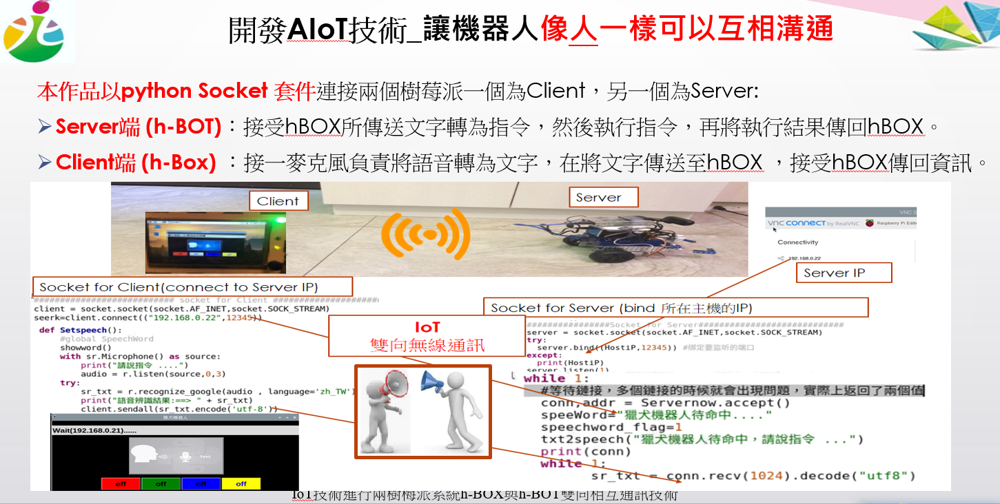 開發AIoT技術_讓機器人像人一樣可以互相溝通
本作品以python Socket 套件連接兩個樹莓派一個為Client，另一個為Server:
➢Server端 (h-BOT)：接受hBOX所傳送文字轉為指令，然後執行指令，再將執行結果傳回hBOX。
➢Client端 (h-Box) ：接一麥克風負責將語音轉為文字，在將文字傳送至hBOX ，接受hBOX傳回資訊。
Client
Server
VNC S
VNC CONNECT by RealVNC Raspberry Pi Editi
Connectivity
192.168.0.22
Server IP
Socket for Client(connect to Server IP)
########################## socket for Client ####################
client = socket.socket(socket.AF_INET,socket.SOCK_STREAM)
seerk=client.connect(("192.168.0.22",12345))
def Setspeech():
#global SpeechWord
showword()
with sr.Microphone() as source:
print("請說指令 ....")
audio = r.listen(source,0,3)
try:
sr_txt = r.recognize_google(audio , language='zh_TW')
print("語音辨識結果:==> " + sr_txt)
client.sendall(sr_txt.encode('utf-8'))
獵犬機器人
Wait(192.168.0.21)......
Text
off off off off
IoT
雙向無線通訊
Socket for Server (bind 所在主機的IP)
################Socket for Server###########################
server = socket.socket(socket.AF_INET,socket.SOCK_STREAM)
try:
server.bind((HostiP,12345)) #绑定要监听的端口
except:
print(HostiP)
server.listen(1)
while 1:
#等待鏈接，多個鏈接的時候就會出現問題，實際上返回了兩個值
conn,addr = Servernow.accept()
speeWord="獵犬機器人待命中...."
speechword_flag=1
txt2speech("獵犬機器人待命中，請說指令 ...")
print(conn)
while 1:
sr_txt = conn.recv(1024).decode("utf8")
IoT技術進行兩樹梅派系統h-BOX與h-BOT雙向相互通訊技術